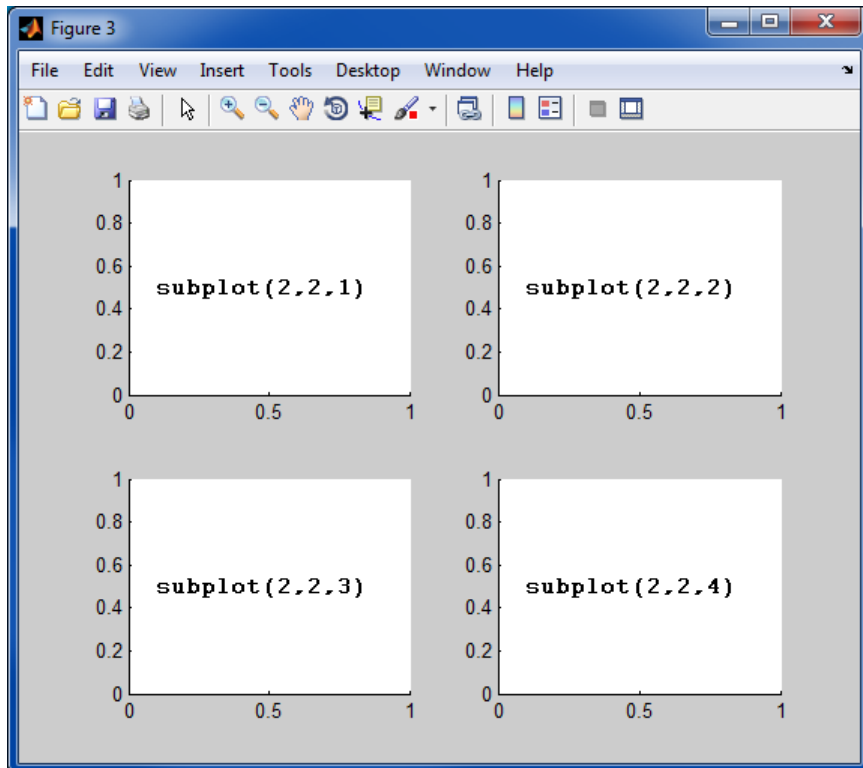 Figure 3
File Edit View Insert Tools Desktop Window Help
1 0.8 0.6 0.4 0.2 0
subplot(2,2,1)
0 0.5 1
1 0.8 0.6 0.4 0.2 0
subplot(2,2,2)
0 0.5 1
1 0.8 0.6 0.4 0.2 0
subplot(2,2,3)
0 0.5 1
1 0.8 0.6 0.4 0.2 0
subplot(2,2,4)
0 0.5 1